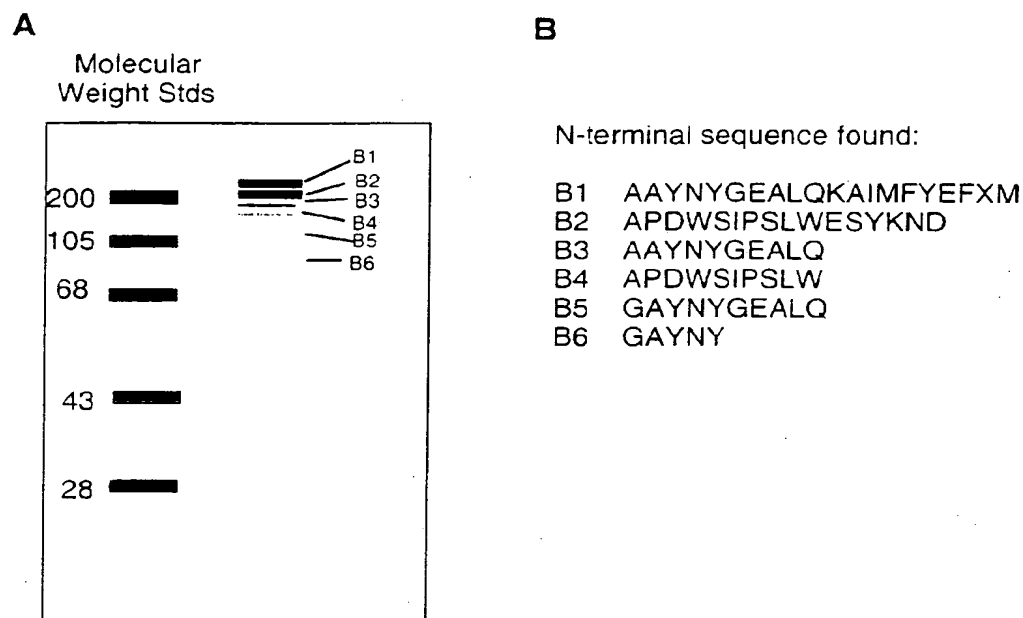 A
Molecular
Weight Stds
200
105
68
43
28
B1
B2
B3
B4
B5
B6
B
N-terminal sequence found:
B1 AAYNYGEALQKAIMFYEFXM
B2 APDWSIPSLWESYKND
B3 AAYNYGEALQ
B4 APDWSIPSLW
B5 GAYNYGEALQ
B6 GAYNY